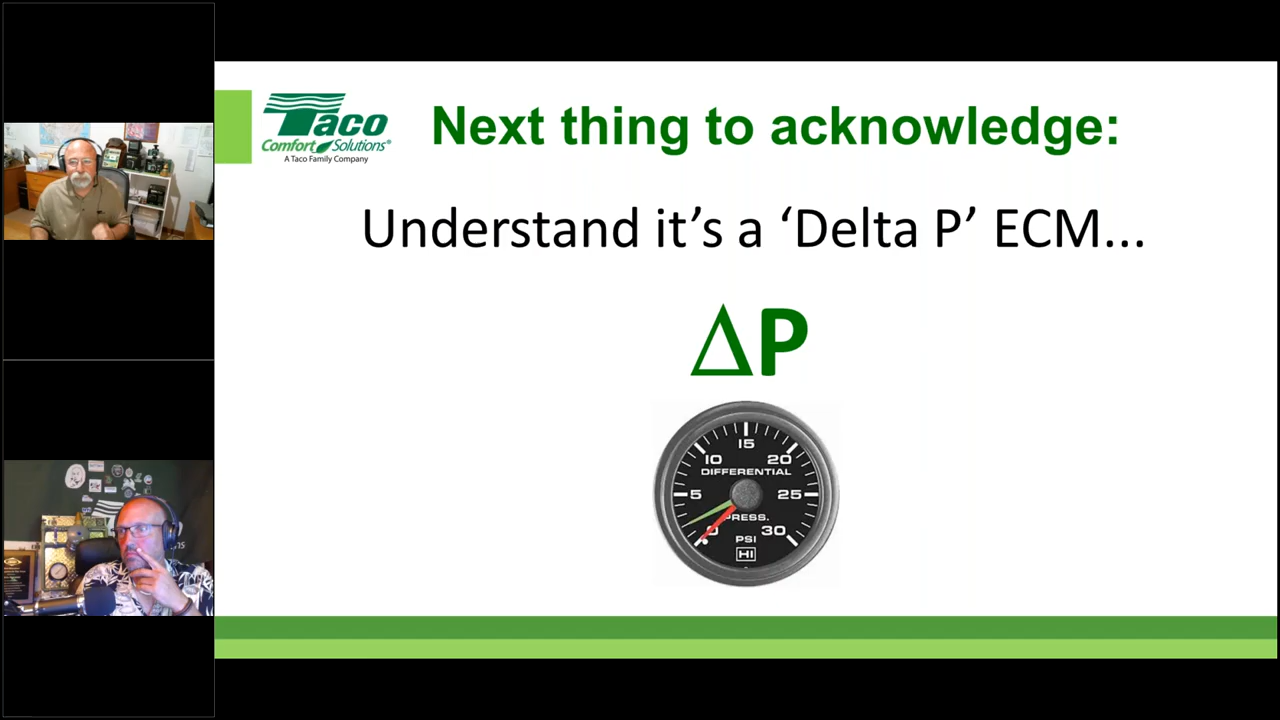 Taco
Comfort Solutions®
A Taco Family Company
Next thing to acknowledge:
Understand it's a ‘Delta P’ ECM...
ΔP
15
10 20
DIFFERENTIAL
5 25
PRESS.
0 30
PSI
HI